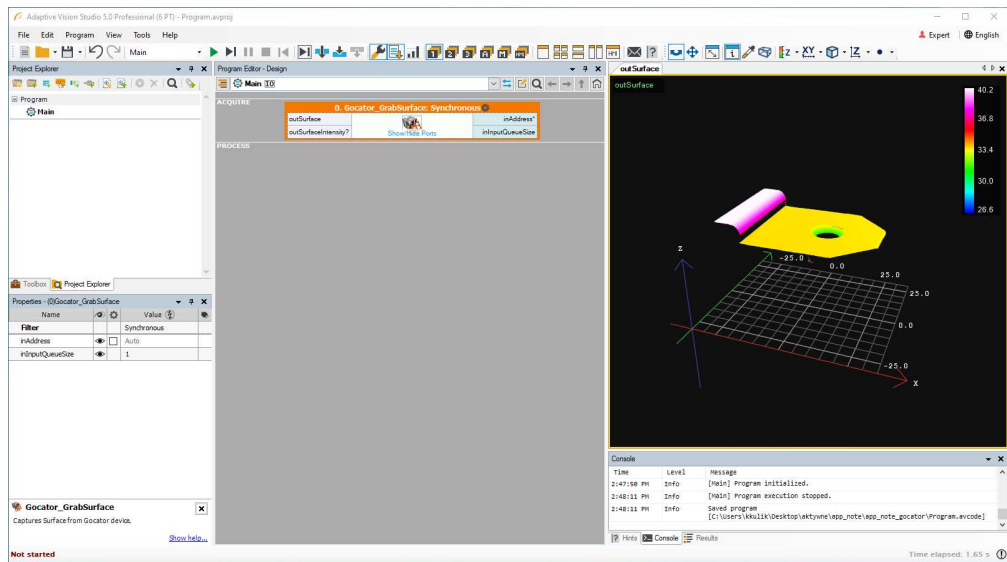 Adaptive Vision Studio 5.0 Professional (6 PT) - Program.avproj
File Edit Program View Tools Help
Expert English
Main
Project Explorer
Program
Main
Toolbox Project Explorer
Properties - (0)Gocator_GrabSurface
Name Value
Filter Synchronous
inAddress Auto
inInputQueueSize 1
Gocator_GrabSurface
Captures Surface from Gocator device.
Show help...
Program Editor - Design
Main IO
ACQUIRE
0. Gocator_GrabSurface: Synchronous
outSurface inAddress*
outSurfaceIntensity? Show/Hide Ports inInputQueueSize
PROCESS
outSurface
outSurface
40.2
36.8
33.4
30.0
26.6
Z
-25.0
0.0
25.0
25.0
0.0
-25.0
X
Console
Time Level Message
2:47:50 PM Info [Main] Program initialized.
2:48:11 PM Info [Main] Program execution stopped.
2:48:11 PM Info Saved program
[C:\Users\kkulik\Desktop\aktywne\app_note\app_note_gocator\Program.avcode]
Hints Console Results
Not started Time elapsed: 1.65 s